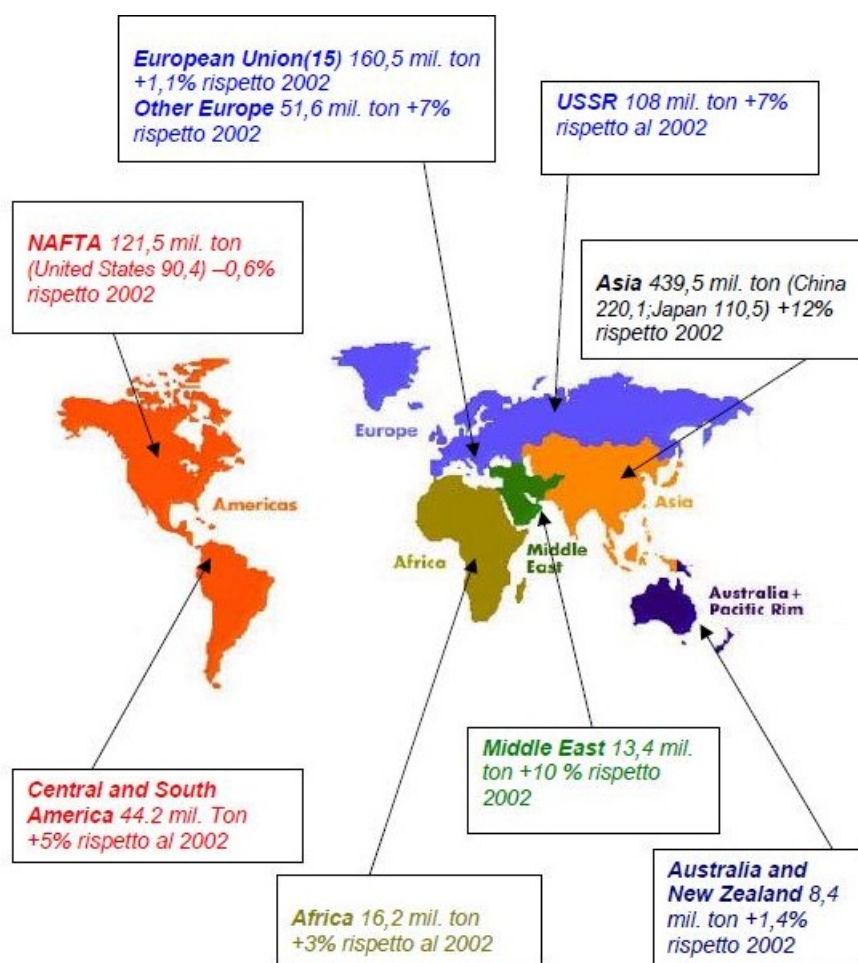 European Union(15) 160,5 mil. ton
+1,1% rispetto 2002
Other Europe 51,6 mil. ton +7%
rispetto 2002
USSR 108 mil. ton +7%
rispetto al 2002
NAFTA 121,5 mil. ton
(United States 90,4) –0,6%
rispetto 2002
Asia 439,5 mil. ton (China
220,1;Japan 110,5) +12%
rispetto 2002
Europe
Americas
Asia
Africa
Middle
East
Australia+
Pacific Rim
Middle East 13,4 mil.
ton +10 % rispetto
2002
Central and South
America 44.2 mil. Ton
+5% rispetto al 2002
Australia and
New Zealand 8,4
mil. ton +1,4%
rispetto 2002
Africa 16,2 mil. ton
+3% rispetto al 2002